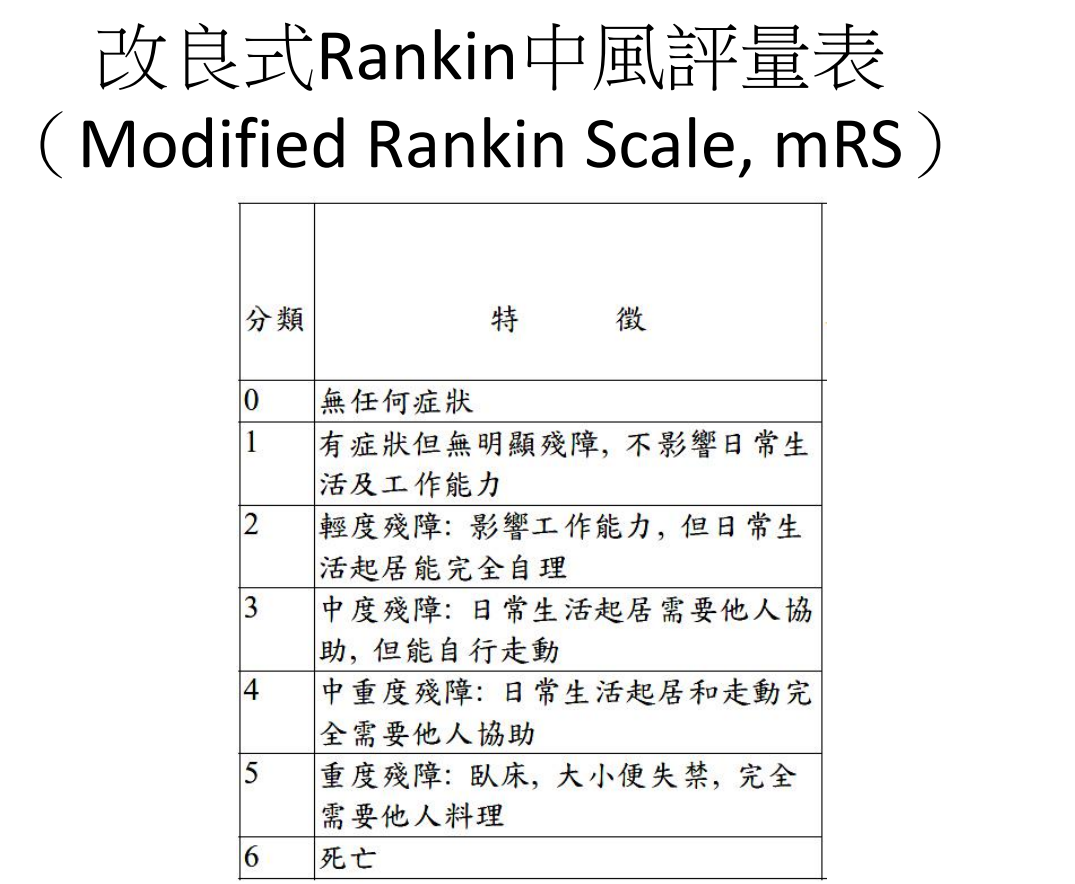 改良式Rankin中風評量表
（Modified Rankin Scale, mRS）
分類 特 徵
0 無任何症狀
1 有症狀但無明顯殘障, 不影響日常生
活及工作能力
2 輕度殘障: 影響工作能力, 但日常生
活起居能完全自理
3 中度殘障: 日常生活起居需要他人協
助, 但能自行走動
4 中重度殘障: 日常生活起居和走動完
全需要他人協助
5 重度殘障: 臥床, 大小便失禁, 完全
需要他人料理
6 死亡